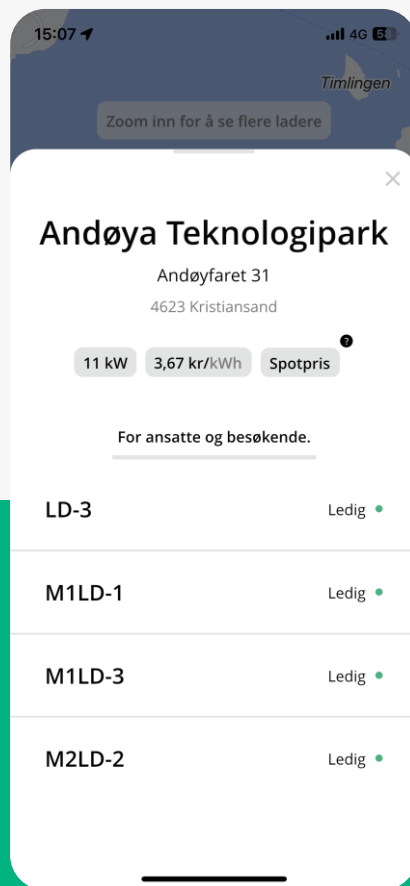 15:07
4G 58
Timlingen
Zoom inn for å se flere ladere
Andøya Teknologipark
Andøyfaret 31
4623 Kristiansand
11 kW 3,67 kr/kWh Spotpris ?
For ansatte og besøkende.
LD-3 Ledig
M1LD-1 Ledig
M1LD-3 Ledig
M2LD-2 Ledig